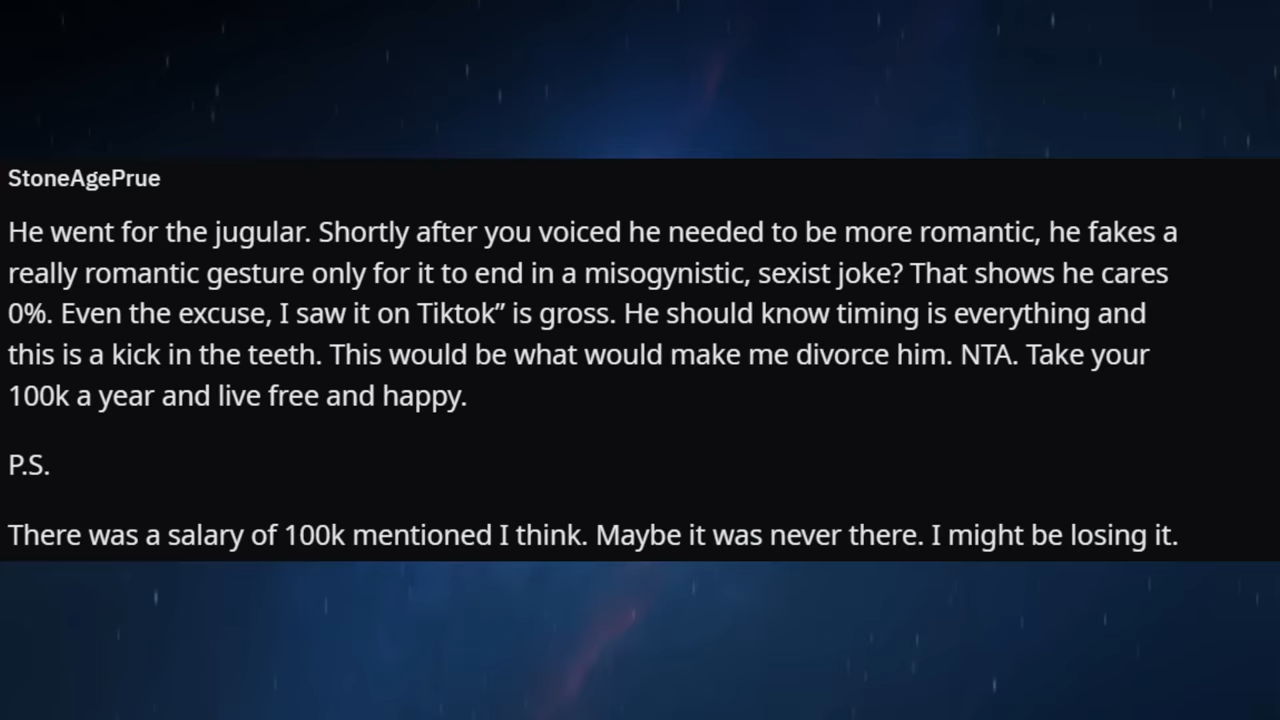 StoneAgePrue
He went for the jugular. Shortly after you voiced he needed to be more romantic, he fakes a
really romantic gesture only for it to end in a misogynistic, sexist joke? That shows he cares
0%. Even the excuse, I saw it on Tiktok” is gross. He should know timing is everything and
this is a kick in the teeth. This would be what would make me divorce him. NTA. Take your
100k a year and live free and happy.
P.S.
There was a salary of 100k mentioned I think. Maybe it was never there. I might be losing it.